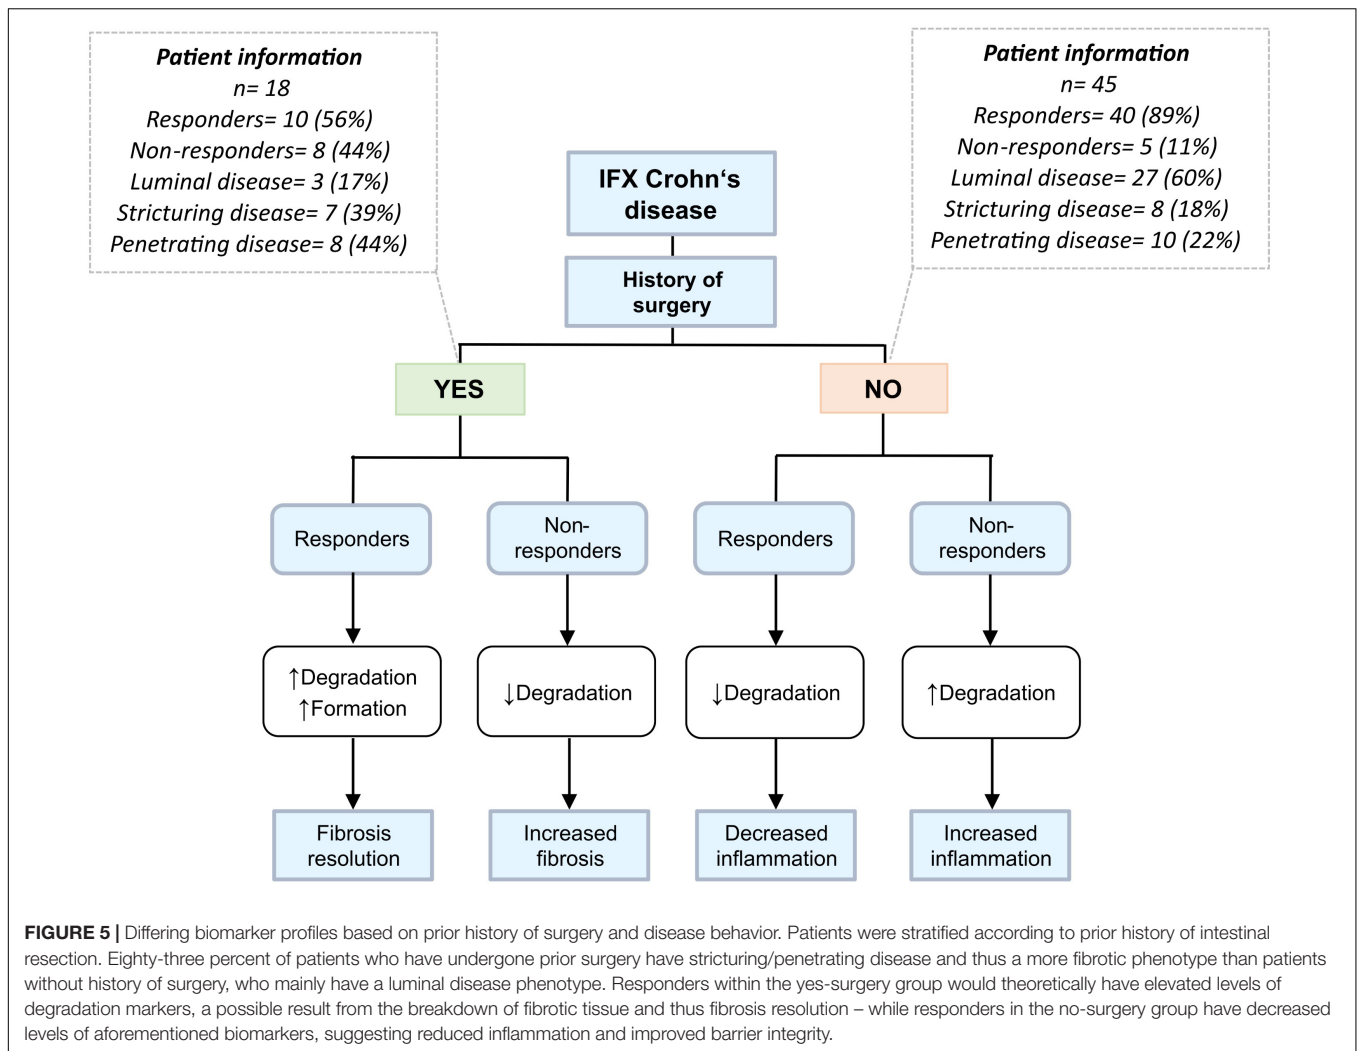 Patient information
n= 18
Responders= 10 (56%)
Non-responders= 8 (44%)
Luminal disease= 3 (17%)
Stricturing disease= 7 (39%)
Penetrating disease= 8 (44%)
Patient information
n= 45
Responders= 40 (89%)
Non-responders= 5 (11%)
Luminal disease= 27 (60%)
Stricturing disease= 8 (18%)
Penetrating disease= 10 (22%)
IFX Crohn‘s
disease
History of
surgery
YES
NO
Responders
Non-
responders
Responders
Non-
responders
↑Degradation
↑Formation
↓Degradation
↓Degradation
↑Degradation
Fibrosis
resolution
Increased
fibrosis
Decreased
inflammation
Increased
inflammation
FIGURE 5 | Differing biomarker profiles based on prior history of surgery and disease behavior. Patients were stratified according to prior history of intestinal
resection. Eighty-three percent of patients who have undergone prior surgery have stricturing/penetrating disease and thus a more fibrotic phenotype than patients
without history of surgery, who mainly have a luminal disease phenotype. Responders within the yes-surgery group would theoretically have elevated levels of
degradation markers, a possible result from the breakdown of fibrotic tissue and thus fibrosis resolution – while responders in the no-surgery group have decreased
levels of aforementioned biomarkers, suggesting reduced inflammation and improved barrier integrity.